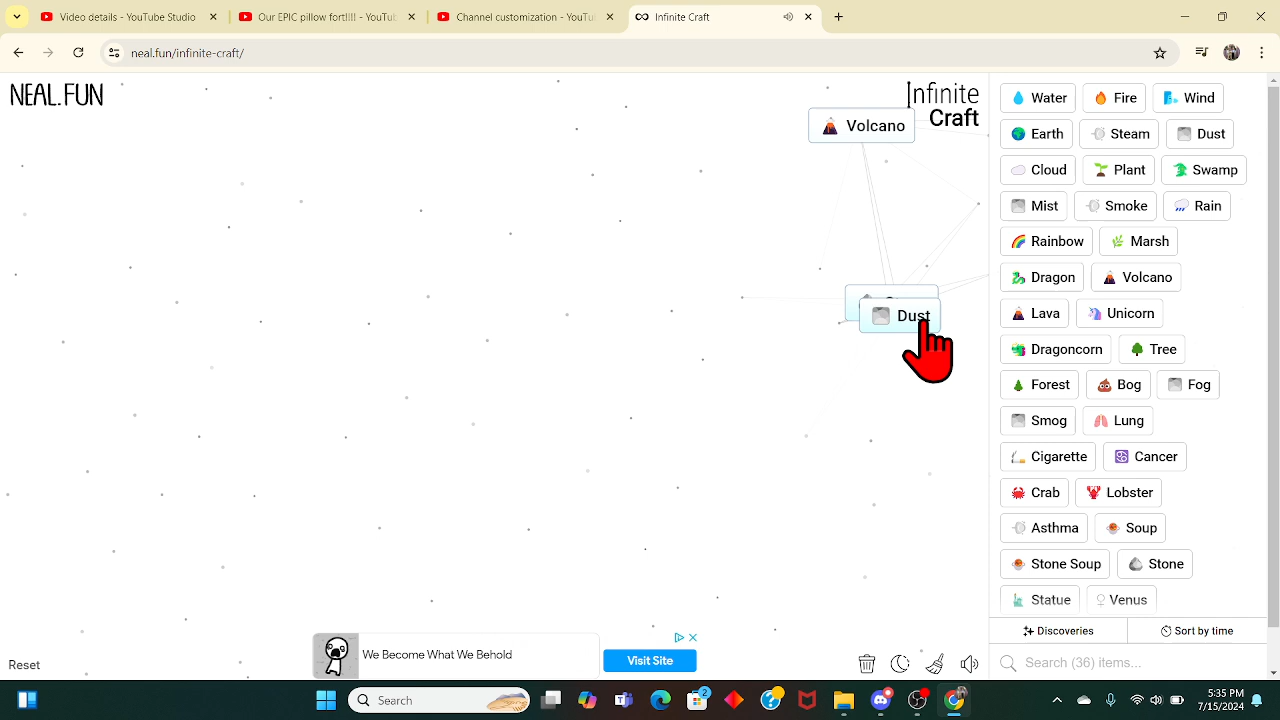 Video details - YouTube Studio
Our EPIC pillow fort!!!! - YouTub
Channel customization - YouTu
Infinite Craft
neal.fun/infinite-craft/
NEAL.FUN
Infinite
Craft
Volcano
Dust
Water Fire Wind
Earth Steam Dust
Cloud Plant Swamp
Mist Smoke Rain
Rainbow Marsh
Dragon Volcano
Lava Unicorn
Dragoncorn Tree
Forest Bog Fog
Smog Lung
Cigarette Cancer
Crab Lobster
Asthma Soup
Stone Soup Stone
Statue Venus
Discoveries Sort by time
Search (36) items...
We Become What We Behold
Visit Site
Reset
Search
2
5:35 PM
7/15/2024